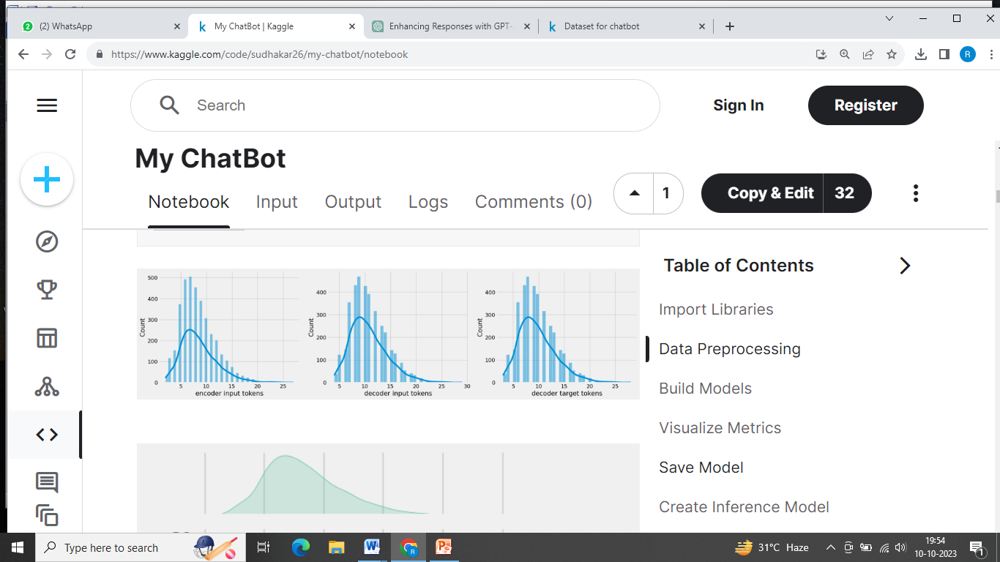 (2) WhatsApp
My ChatBot | Kaggle
Enhancing Responses with GPT-
Dataset for chatbot
https://www.kaggle.com/code/sudhakar26/my-chatbot/notebook
R
Search
Sign In
Register
My ChatBot
Notebook
Input
Output
Logs
Comments (0)
1
Copy & Edit
32
500
400
300
200
100
0
Count
5 10 15 20 25
encoder input tokens
400
300
200
100
0
Count
5 10 15 20 25 30
decoder input tokens
400
300
200
100
0
Count
5 10 15 20 25
decoder target tokens
Table of Contents
Import Libraries
Data Preprocessing
Build Models
Visualize Metrics
Save Model
Create Inference Model
Type here to search
31°C Haze
19:54
10-10-2023
1